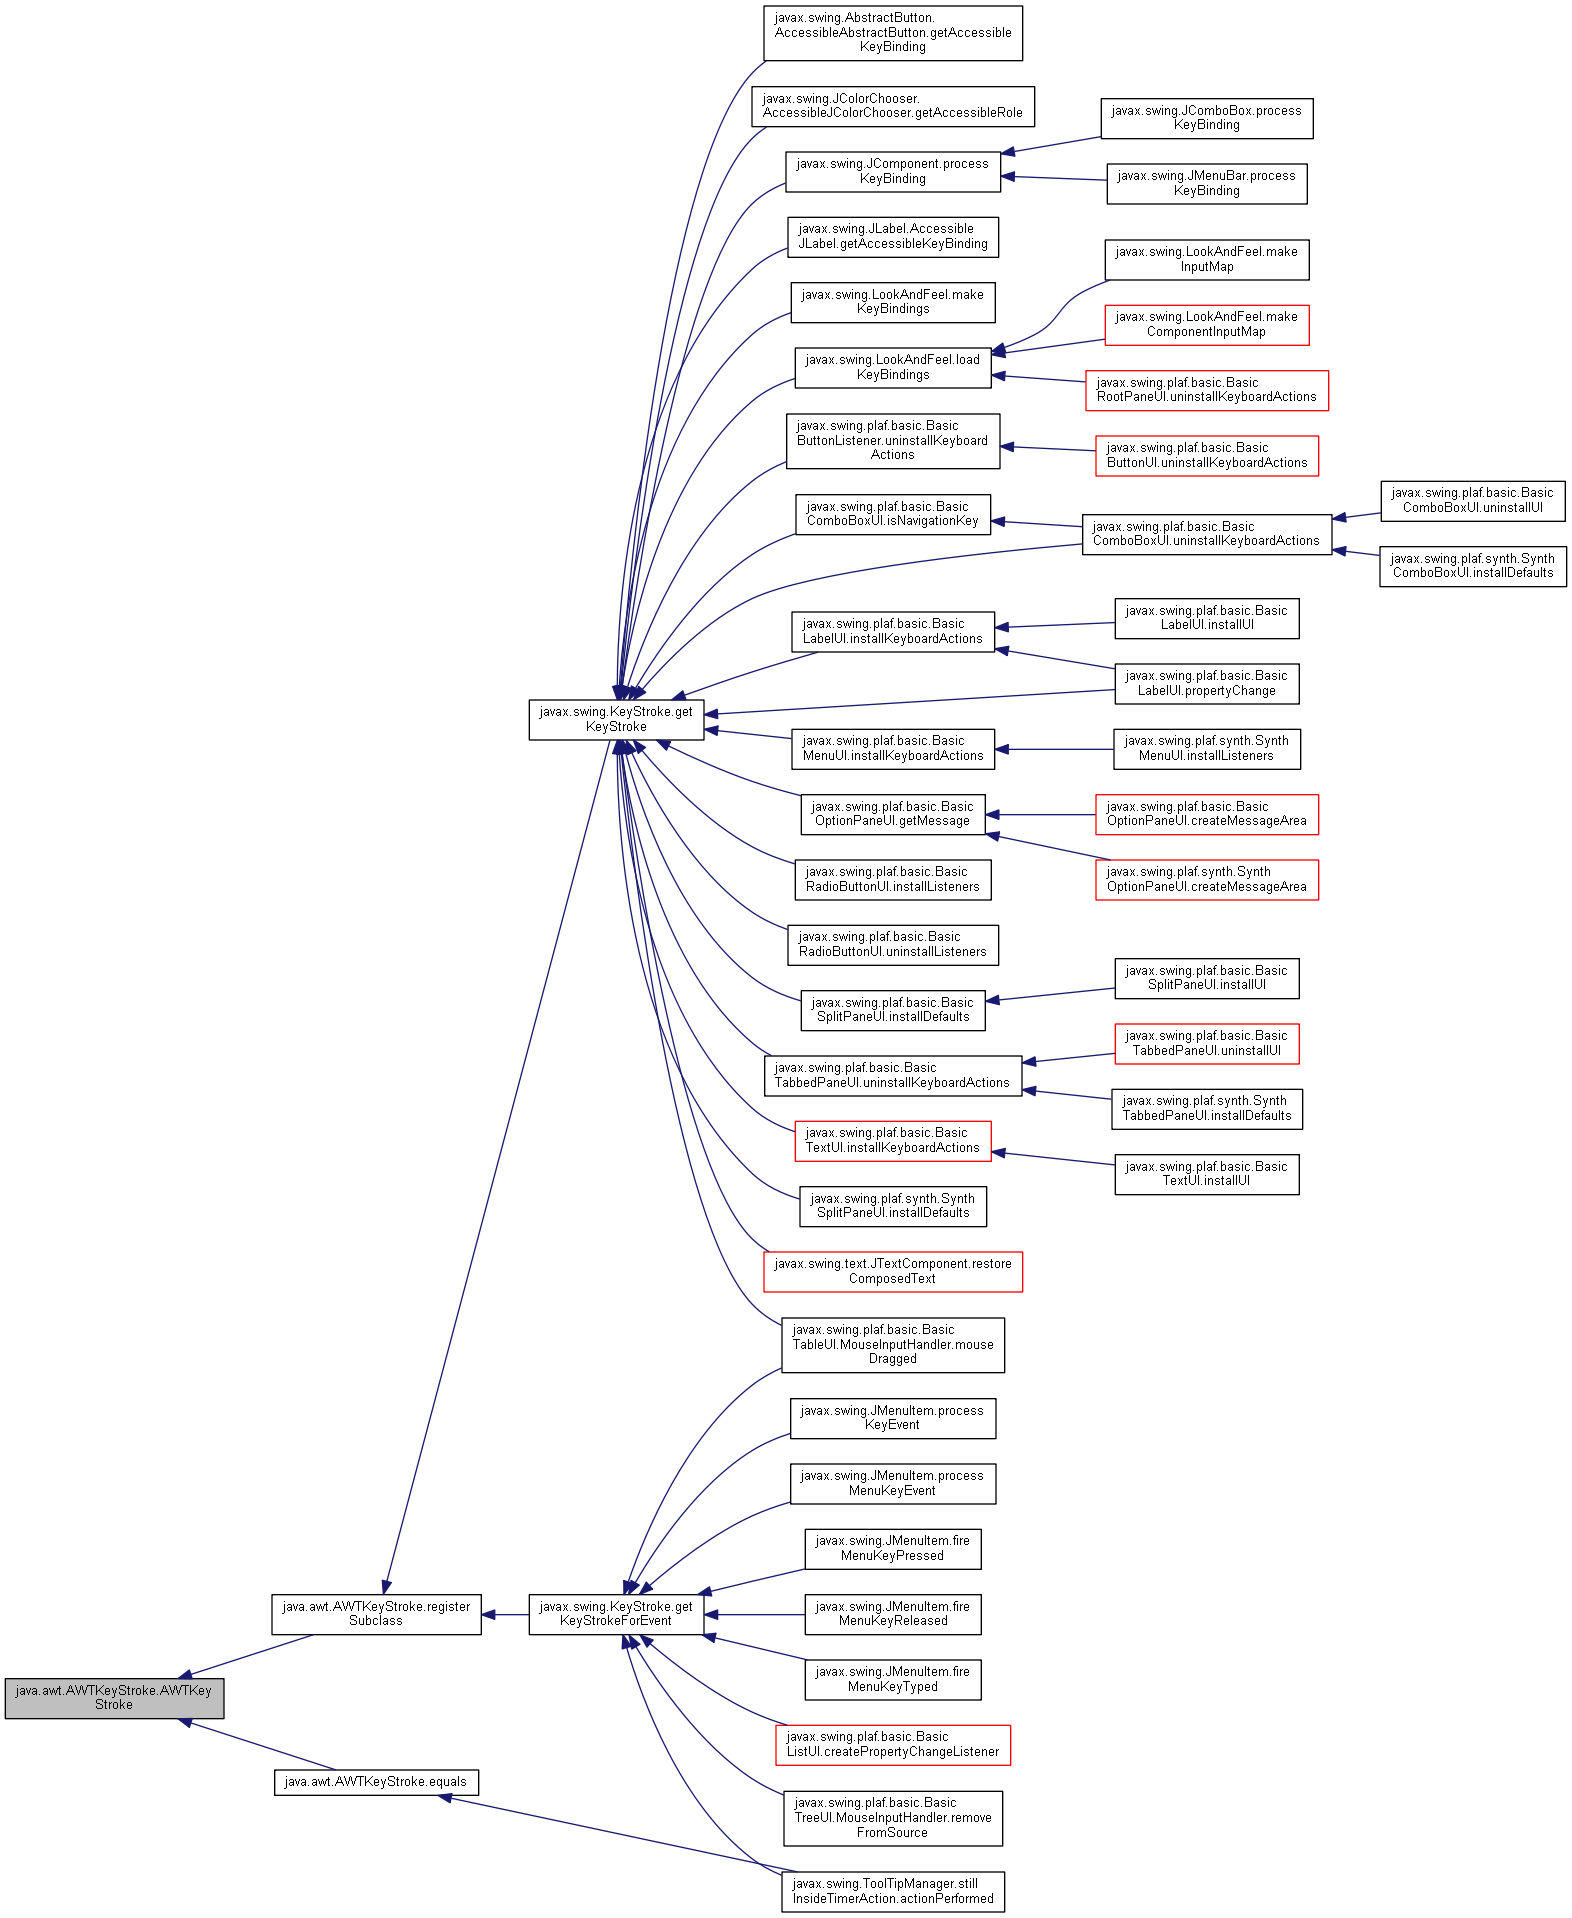 javax.swing.AbstractButton.
AccessibleAbstractButton.getAccessible
KeyBinding
javax.swing.JColorChooser.
AccessibleJColorChooser.getAccessibleRole
javax.swing.JComboBox.process
KeyBinding
javax.swing.JComponent.process
KeyBinding
javax.swing.JMenuBar.process
KeyBinding
javax.swing.JLabel.Accessible
JLabel.getAccessibleKeyBinding
javax.swing.LookAndFeel.make
InputMap
javax.swing.LookAndFeel.make
KeyBindings
javax.swing.LookAndFeel.make
ComponentInputMap
javax.swing.LookAndFeel.load
KeyBindings
javax.swing.plaf.basic.Basic
RootPaneUI.uninstallKeyboardActions
javax.swing.plaf.basic.Basic
ButtonListener.uninstallKeyboard
Actions
javax.swing.plaf.basic.Basic
ButtonUI.uninstallKeyboardActions
javax.swing.plaf.basic.Basic
ComboBoxUI.isNavigationKey
javax.swing.plaf.basic.Basic
ComboBoxUI.uninstallKeyboardActions
javax.swing.plaf.basic.Basic
ComboBoxUI.uninstallUI
javax.swing.plaf.synth.Synth
ComboBoxUI.installDefaults
javax.swing.plaf.basic.Basic
LabelUI.installKeyboardActions
javax.swing.plaf.basic.Basic
LabelUI.installUI
javax.swing.plaf.basic.Basic
LabelUI.propertyChange
javax.swing.KeyStroke.get
KeyStroke
javax.swing.plaf.basic.Basic
MenuUI.installKeyboardActions
javax.swing.plaf.synth.Synth
MenuUI.installListeners
javax.swing.plaf.basic.Basic
OptionPaneUI.getMessage
javax.swing.plaf.basic.Basic
OptionPaneUI.createMessageArea
javax.swing.plaf.synth.Synth
OptionPaneUI.createMessageArea
javax.swing.plaf.basic.Basic
RadioButtonUI.installListeners
javax.swing.plaf.basic.Basic
RadioButtonUI.uninstallListeners
javax.swing.plaf.basic.Basic
SplitPaneUI.installDefaults
javax.swing.plaf.basic.Basic
SplitPaneUI.installUI
javax.swing.plaf.basic.Basic
TabbedPaneUI.uninstallKeyboardActions
javax.swing.plaf.basic.Basic
TabbedPaneUI.uninstallUI
javax.swing.plaf.synth.Synth
TabbedPaneUI.installDefaults
javax.swing.plaf.basic.Basic
TextUI.installKeyboardActions
javax.swing.plaf.basic.Basic
TextUI.installUI
javax.swing.plaf.synth.Synth
SplitPaneUI.installDefaults
javax.swing.text.JTextComponent.restore
ComposedText
javax.swing.plaf.basic.Basic
TableUI.MouseInputHandler.mouse
Dragged
javax.swing.JMenuItem.process
KeyEvent
javax.swing.JMenuItem.process
MenuKeyEvent
javax.swing.JMenuItem.fire
MenuKeyPressed
java.awt.AWTKeyStroke.register
Subclass
javax.swing.KeyStroke.get
KeyStrokeForEvent
javax.swing.JMenuItem.fire
MenuKeyReleased
javax.swing.JMenuItem.fire
MenuKeyTyped
java.awt.AWTKeyStroke.AWTKey
Stroke
javax.swing.plaf.basic.Basic
ListUI.createPropertyChangeListener
java.awt.AWTKeyStroke.equals
javax.swing.plaf.basic.Basic
TreeUI.MouseInputHandler.remove
FromSource
javax.swing.ToolTipManager.still
InsideTimerAction.actionPerformed